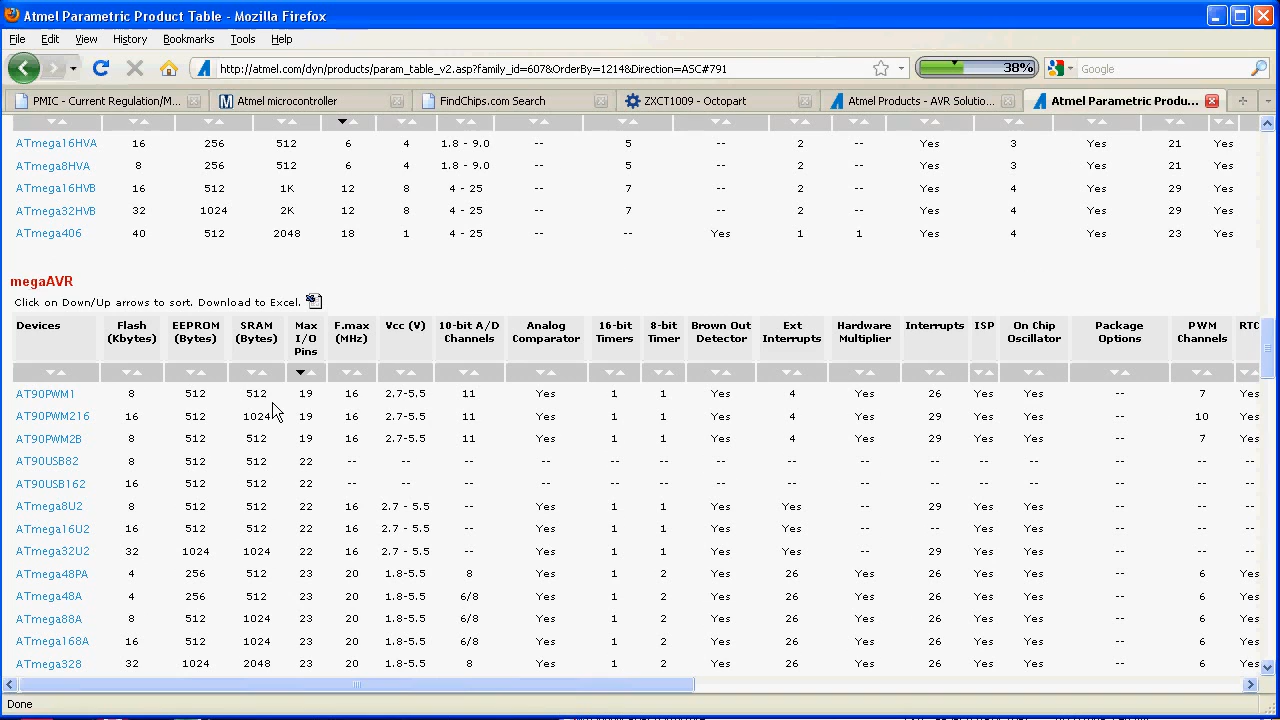 Atmel Parametric Product Table - Mozilla Firefox
File Edit View History Bookmarks Tools Help
http://atmel.com/dyn/products/param_table_v2.asp?family_id=607&OrderBy=1214&Direction=ASC#791 38% Google
PMIC - Current Regulation/M... Atmel microcontroller FindChips.com Search ZXCT1009 - Octopart Atmel Products - AVR Solutio... Atmel Parametric Produ...
ATmega16HVA 16 256 512 6 4 1.8 - 9.0 -- 5 -- 2 -- Yes 3 Yes 21 Yes
ATmega8HVA 8 256 512 6 4 1.8 - 9.0 -- 5 -- 2 -- Yes 3 Yes 21 Yes
ATmega16HVB 16 512 1K 12 8 4 - 25 -- 7 -- 2 -- Yes 4 Yes 29 Yes
ATmega32HVB 32 1024 2K 12 8 4 - 25 -- 7 -- 2 -- Yes 4 Yes 29 Yes
ATmega406 40 512 2048 18 1 4 - 25 -- -- Yes 1 1 Yes 4 Yes 23 Yes
megaAVR
Click on Down/Up arrows to sort. Download to Excel.
Devices Flash (Kbytes) EEPROM (Bytes) SRAM (Bytes) Max I/O Pins F.max (MHz) Vcc (V) 10-bit A/D Channels Analog Comparator 16-bit Timers 8-bit Timer Brown Out Detector Ext Interrupts Hardware Multiplier Interrupts ISP On Chip Oscillator Package Options PWM Channels RTC
AT90PWM1 8 512 512 19 16 2.7-5.5 11 Yes 1 1 Yes 4 Yes 26 Yes Yes -- 7 Yes
AT90PWM216 16 512 1024 19 16 2.7-5.5 11 Yes 1 1 Yes 4 Yes 29 Yes Yes -- 10 Yes
AT90PWM2B 8 512 512 19 16 2.7-5.5 11 Yes 1 1 Yes 4 Yes 29 Yes Yes -- 7 Yes
AT90USB82 8 512 512 22 -- -- -- -- -- -- -- -- -- -- -- -- -- -- --
AT90USB162 16 512 512 22 -- -- -- -- -- -- -- -- -- -- -- -- -- -- --
ATmega8U2 8 512 512 22 16 2.7 - 5.5 -- Yes 1 1 Yes Yes -- 29 Yes Yes -- -- --
ATmega16U2 16 512 512 22 16 2.7 - 5.5 -- Yes 1 1 Yes Yes -- -- Yes Yes -- -- --
ATmega32U2 32 1024 1024 22 16 2.7 - 5.5 -- Yes 1 1 Yes Yes -- 29 Yes Yes -- -- --
ATmega48PA 4 256 512 23 20 1.8-5.5 8 Yes 1 2 Yes 26 Yes 26 Yes Yes -- 6 Yes
ATmega48A 4 256 512 23 20 1.8-5.5 6/8 Yes 1 2 Yes 26 Yes 26 Yes Yes -- 6 Yes
ATmega88A 8 512 1024 23 20 1.8-5.5 6/8 Yes 1 2 Yes 26 Yes 26 Yes Yes -- 6 Yes
ATmega168A 16 512 1024 23 20 1.8-5.5 6/8 Yes 1 2 Yes 26 Yes 26 Yes Yes -- 6 Yes
ATmega328 32 1024 2048 23 20 1.8-5.5 8 Yes 1 2 Yes 26 Yes 26 Yes Yes -- 6 Yes
Done